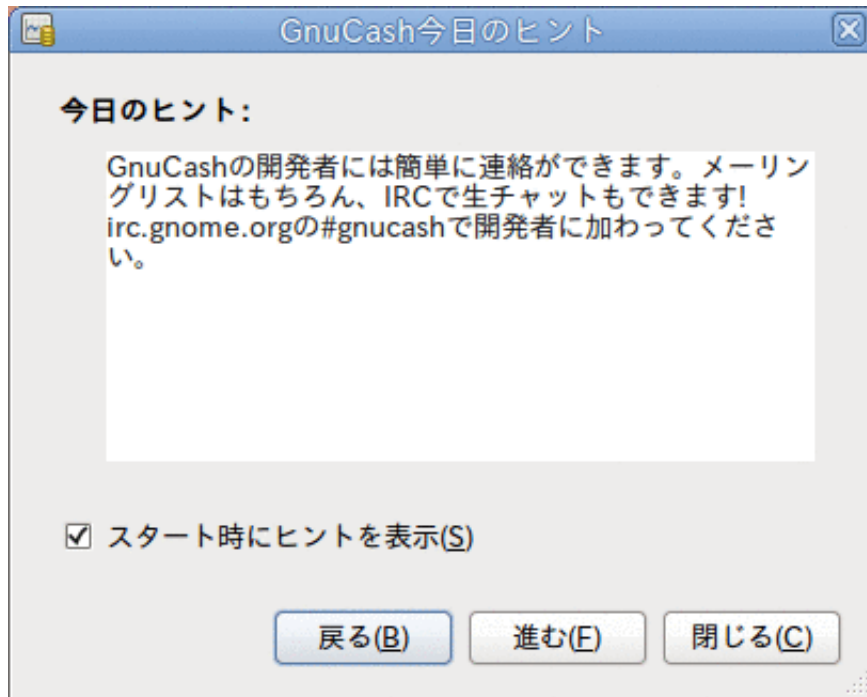 GnuCash今日のヒント
今日のヒント:
GnuCashの開発者には簡単に連絡ができます。メーリン
グリストはもちろん、IRCで生チャットもできます!
irc.gnome.orgの#gnucashで開発者に加わってくださ
い。
スタート時にヒントを表示(S)
戻る(B) 進む(F) 閉じる(C)